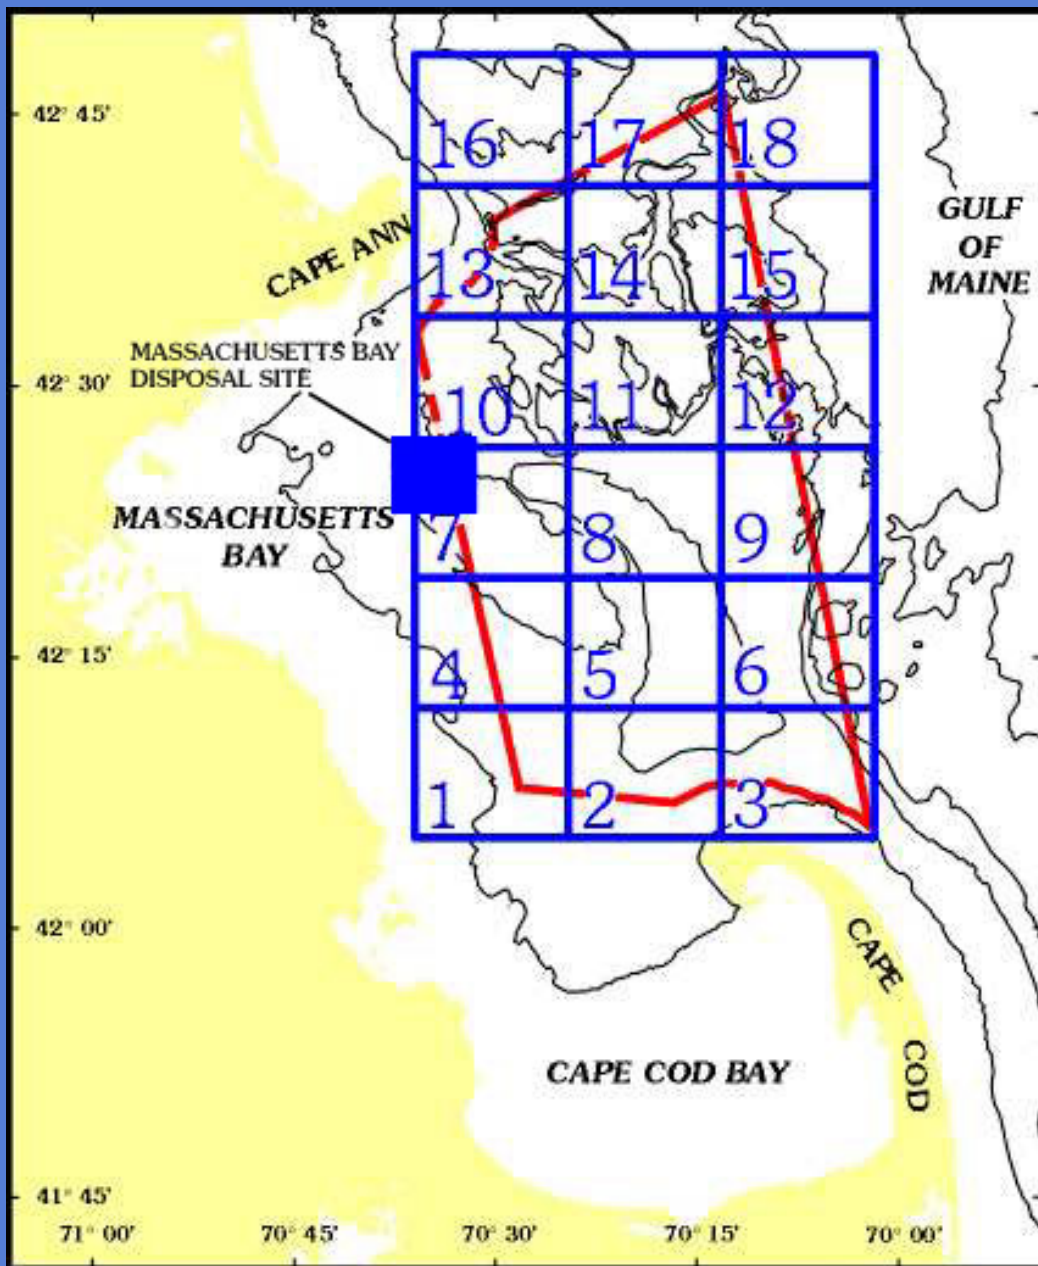 42° 45'
16
17
18
GULF
OF
MAINE
CAPE ANN
13
14
15
MASSACHUSETTS BAY
DISPOSAL SITE
42° 30'
10
11
12
MASSACHUSETTS
BAY
7
8
9
42° 15'
4
5
6
1
2
3
42° 00'
CAPE COD
CAPE COD BAY
41° 45'
71° 00'
70° 45'
70° 30'
70° 15'
70° 00'